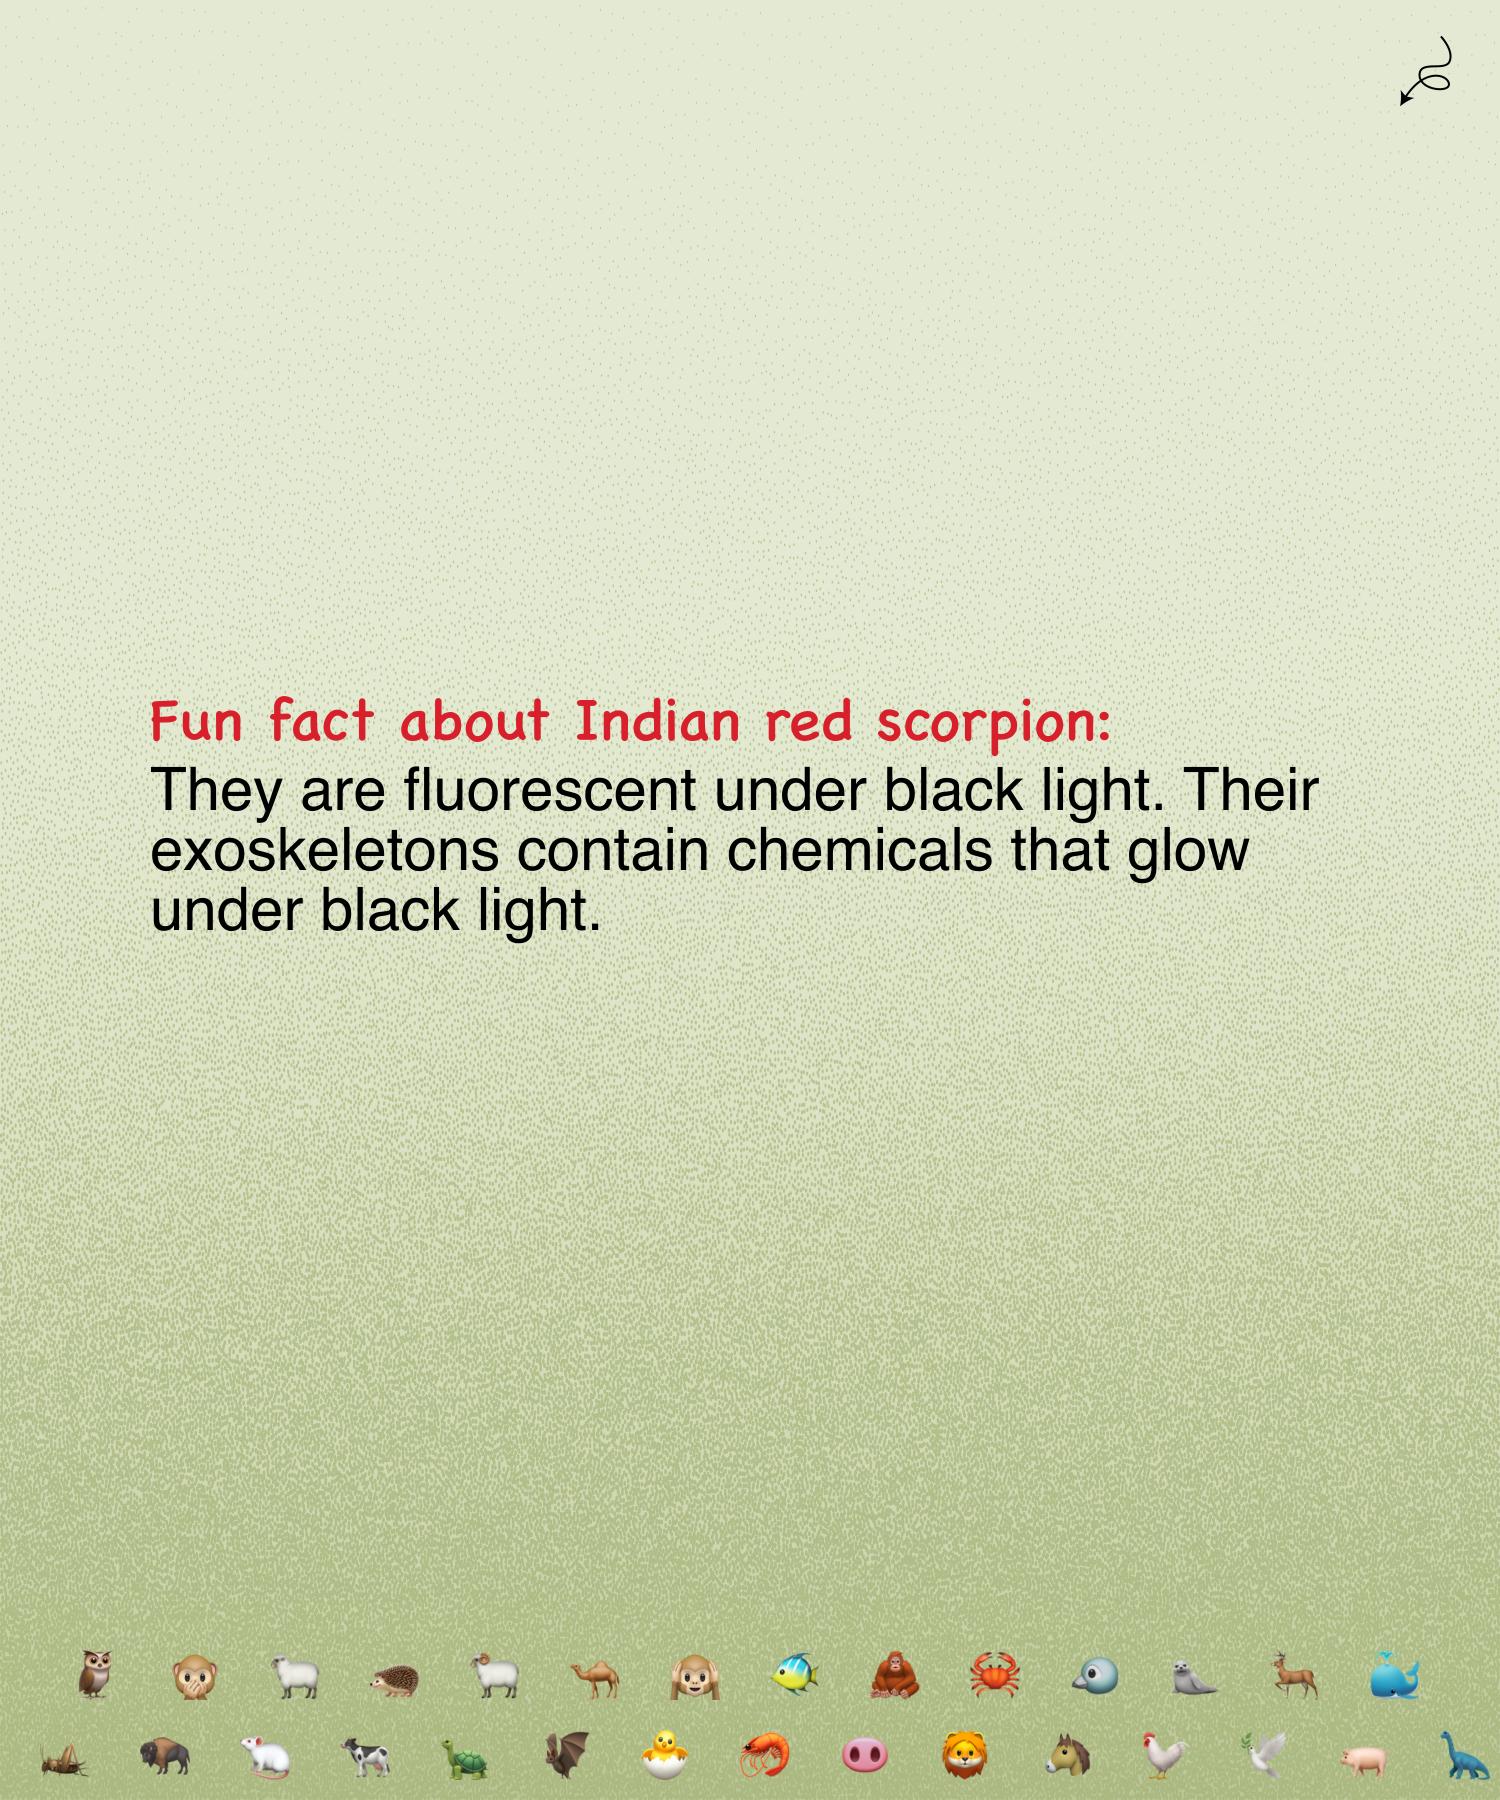 Fun fact about Indian red scorpion:
They are fluorescent under black light. Their
exoskeletons contain chemicals that glow
under black light.